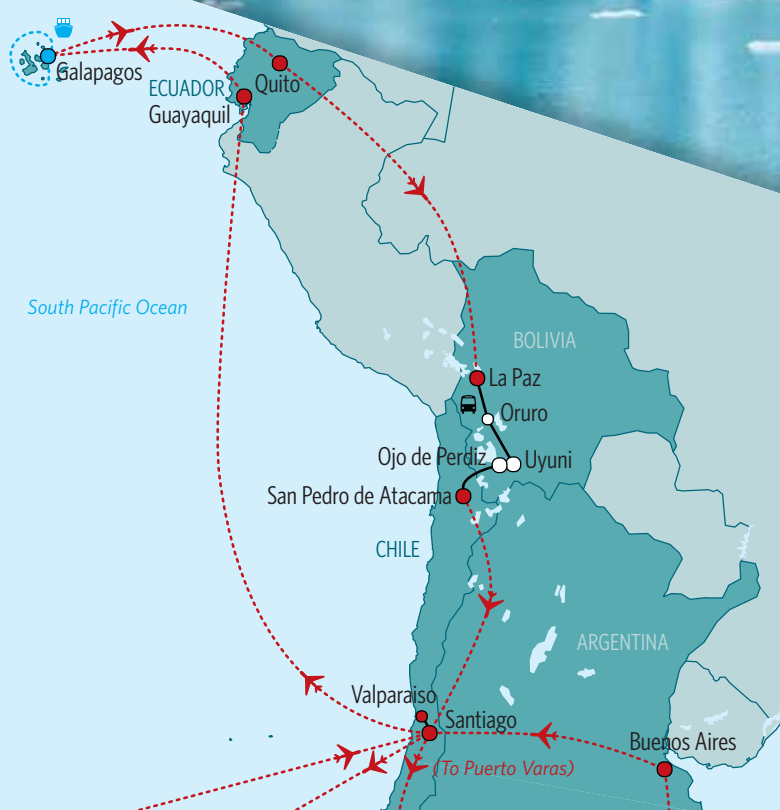 Galapagos
ECUADOR
Quito
Guayaquil
South Pacific Ocean
BOLIVIA
La Paz
Oruro
Ojo de Perdiz
Uyuni
San Pedro de Atacama
CHILE
ARGENTINA
Valparaiso
Santiago
Buenos Aires
(To Puerto Varas)